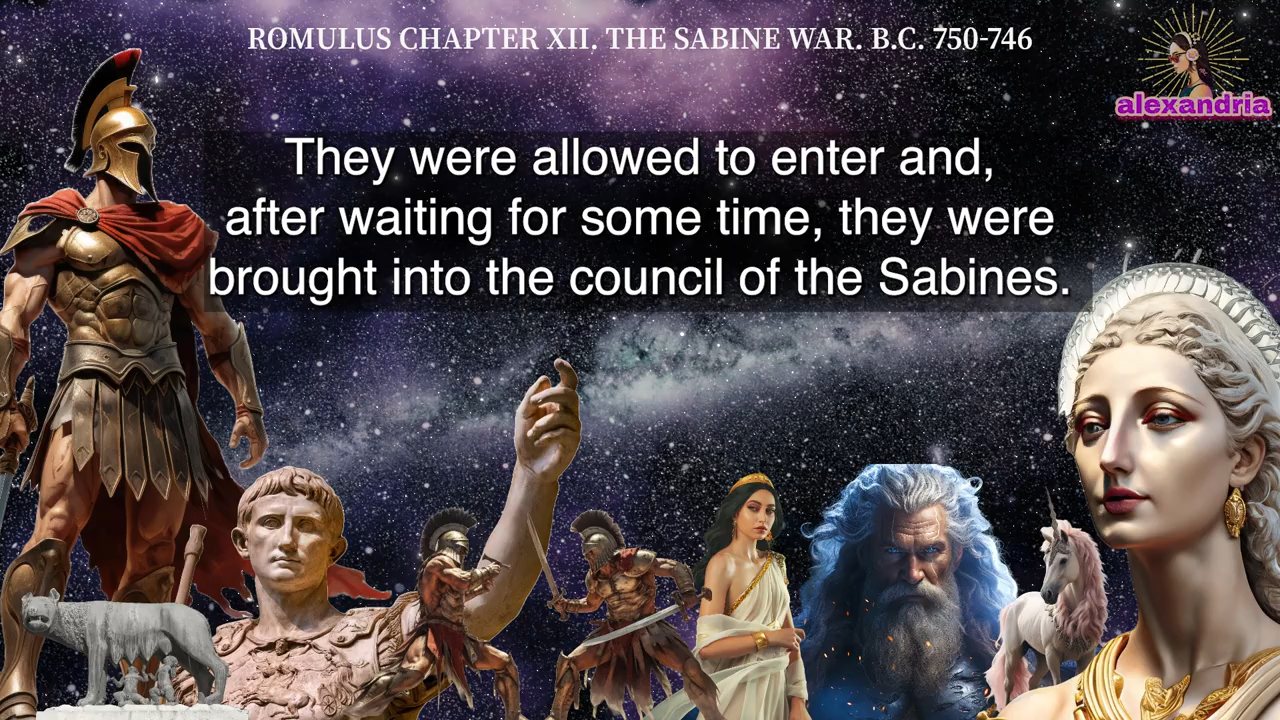 ROMULUS CHAPTER XII. THE SABINE WAR. B.C. 750-746
alexandria
They were allowed to enter and,
after waiting for some time, they were
brought into the council of the Sabines.